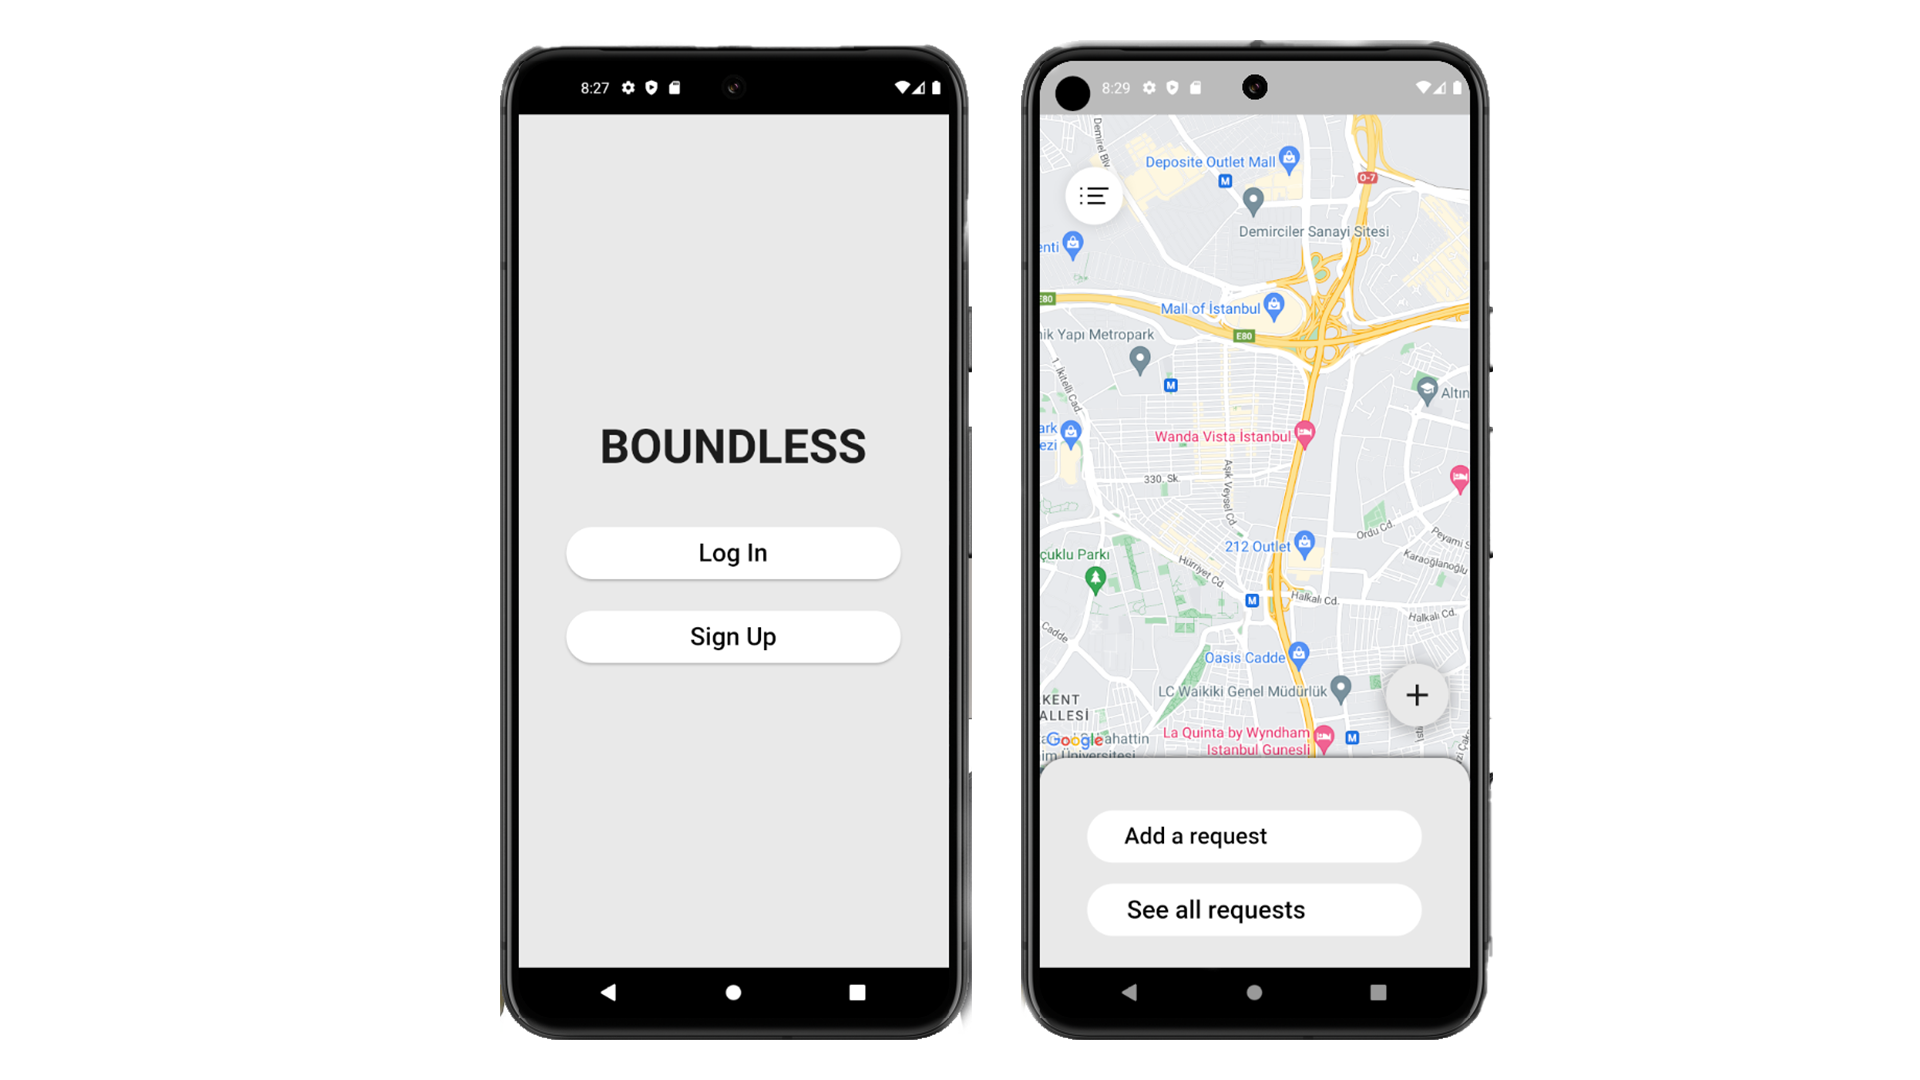 8:27
BOUNDLESS
Log In
Sign Up
8:29
Demirel Blv.
Deposite Outlet Mall
M
O-7
Demirciler Sanayi Sitesi
enti
E80
Mall of İstanbul
E80
nik Yapı Metropark
M
1. İkitelli Cad.
Altın
ark
ezi
Wanda Vista İstanbul
330. Sk.
Aşık Veysel Cd.
Ordu Cd.
Peyami S
212 Outlet
Karaoğlanoğlu
çuklu Parkı
Hürriyet Cd.
M
Halkalı Cd.
Halkalı Cd.
Cadde
Oasis Cadde
LC Waikiki Genel Müdürlük
KENT
ALLESİ
+
Google
ahattin
im Üniversitesi
La Quinta by Wyndham
Istanbul Gunesli
M
Add a request
See all requests